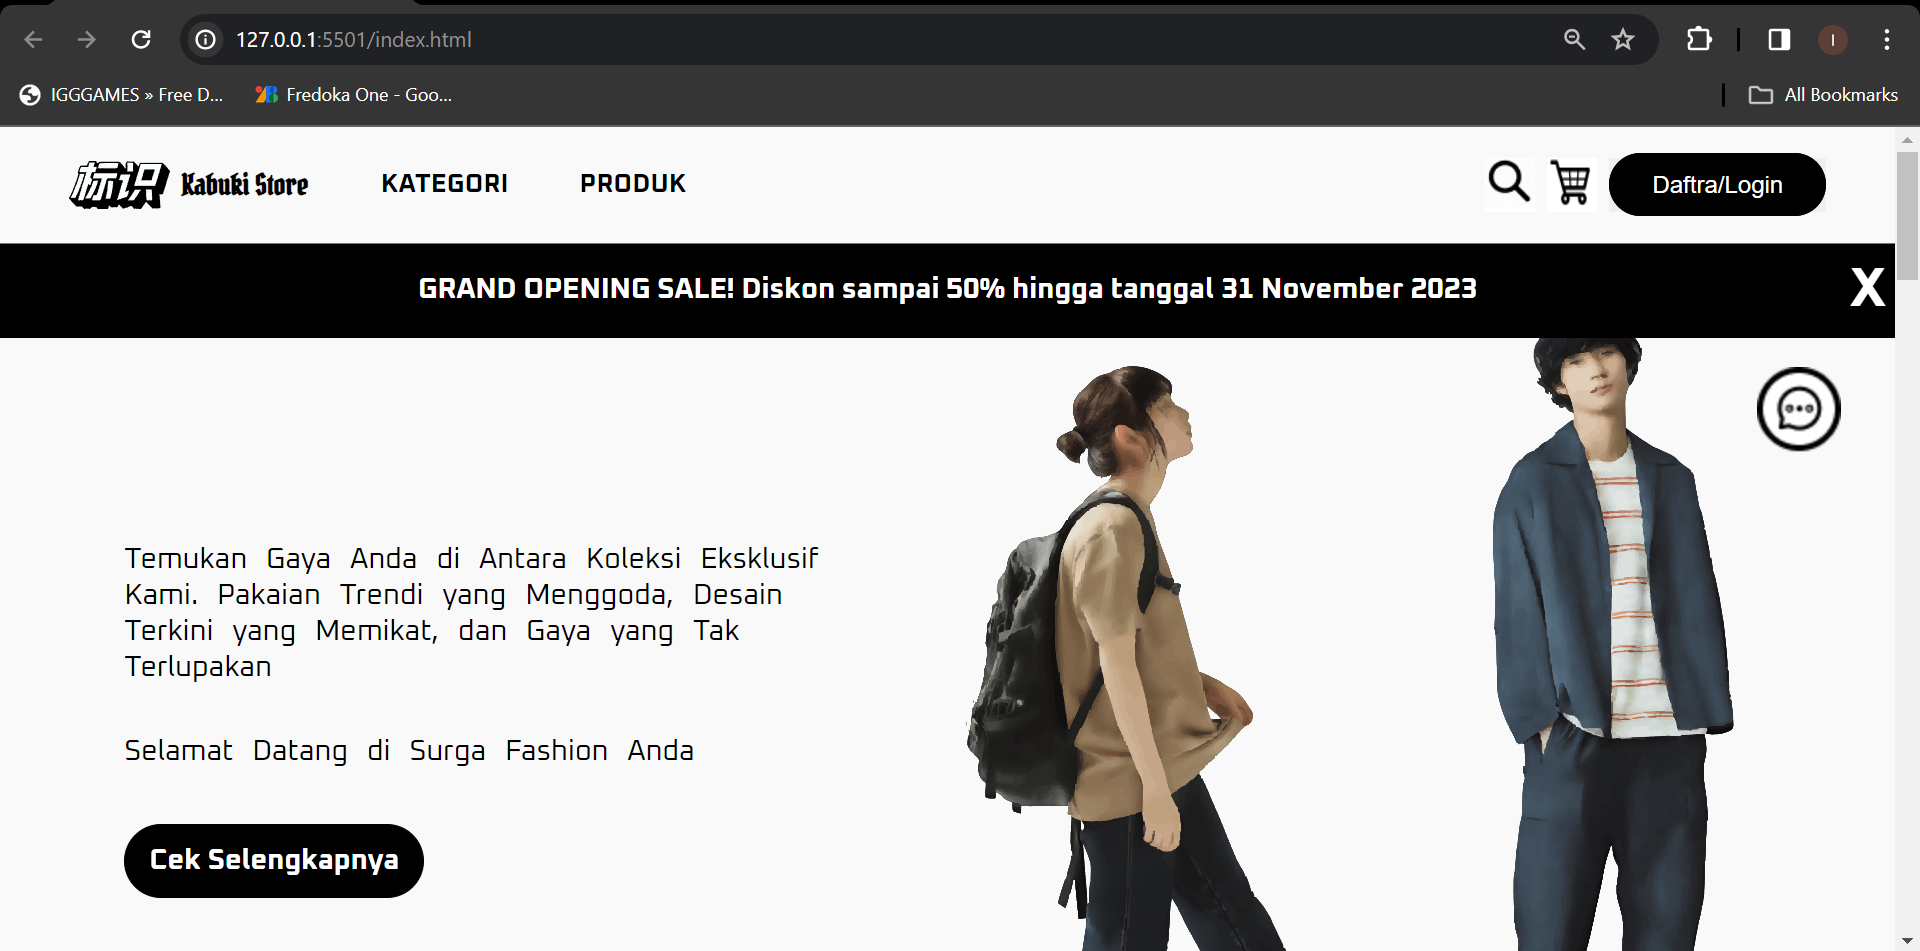 127.0.0.1:5501/index.html
I
IGGGAMES » Free D...
Fredoka One - Goo...
All Bookmarks
标识 Kabuki Store
KATEGORI
PRODUK
Daftra/Login
GRAND OPENING SALE! Diskon sampai 50% hingga tanggal 31 November 2023
X
Temukan Gaya Anda di Antara Koleksi Eksklusif
Kami. Pakaian Trendi yang Menggoda, Desain
Terkini yang Memikat, dan Gaya yang Tak
Terlupakan
Selamat Datang di Surga Fashion Anda
Cek Selengkapnya